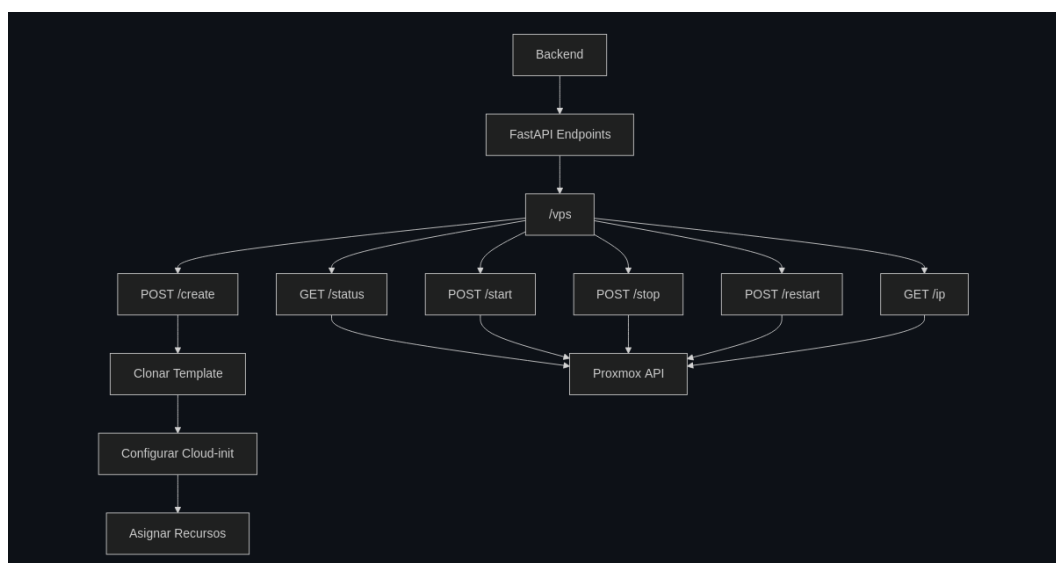 Backend
FastAPI Endpoints
/vps
POST /create
GET /status
POST /start
POST /stop
POST /restart
GET /ip
Clonar Template
Proxmox API
Configurar Cloud-init
Asignar Recursos